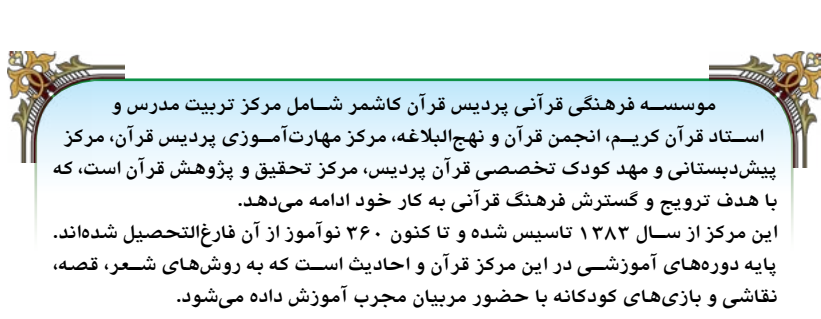 موسسه فرهنگی قرآنی پردیس قرآن کاشمر شامل مرکز تربیت مدرس و
استاد قرآن کریم، انجمن قرآن و نهج‌البلاغه، مرکز مهارت‌آموزی پردیس قرآن، مرکز
پیش‌دبستانی و مهد کودک تخصصی قرآن پردیس، مرکز تحقیق و پژوهش قرآن است، که
با هدف ترویج و گسترش فرهنگ قرآنی به کار خود ادامه می‌دهد.
این مرکز از سال ۱۳۸۳ تاسیس شده و تا کنون ۳۶۰ نوآموز از آن فارغ‌التحصیل شده‌اند.
پایه دوره‌های آموزشی در این مرکز قرآن و احادیث است که به روش‌های شعر، قصه،
نقاشی و بازی‌های کودکانه با حضور مربیان مجرب آموزش داده می‌شود.